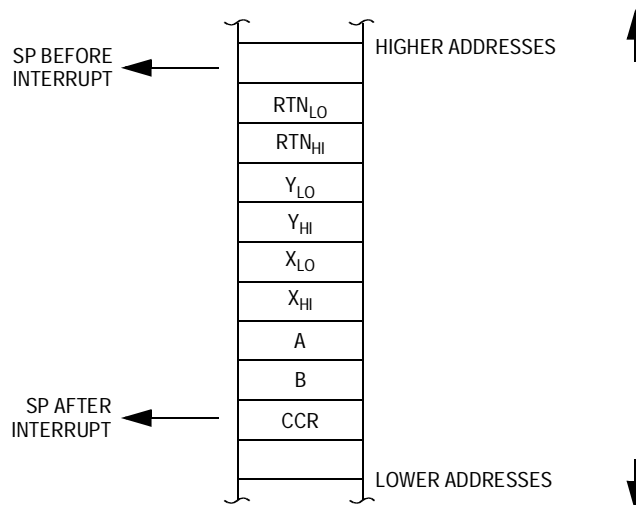 HIGHER ADDRESSES
SP BEFORE
INTERRUPT
RTNLO
RTNHI
YLO
YHI
XLO
XHI
A
B
SP AFTER
INTERRUPT
CCR
LOWER ADDRESSES